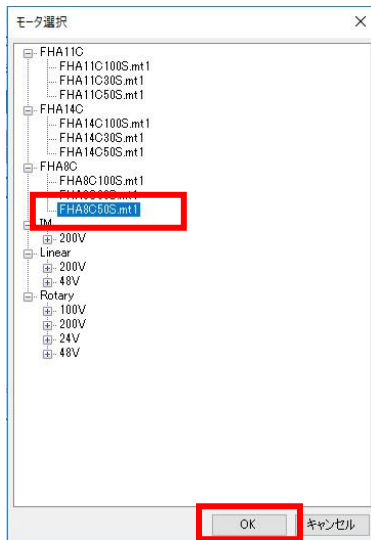 モータ選択
FHA11C
FHA11C100S.mt1
FHA11C30S.mt1
FHA11C50S.mt1
FHA14C
FHA14C100S.mt1
FHA14C30S.mt1
FHA14C50S.mt1
FHA8C
FHA8C100S.mt1
FHA8C50S.mt1
IM
200V
Linear
200V
48V
Rotary
100V
200V
24V
48V
OK
キャンセル